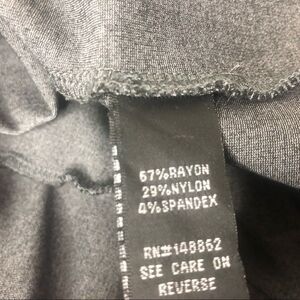 67%RAYON
29%NYLON
4%SPANDEX
RN#148862
SEE CARE ON
REVERSE